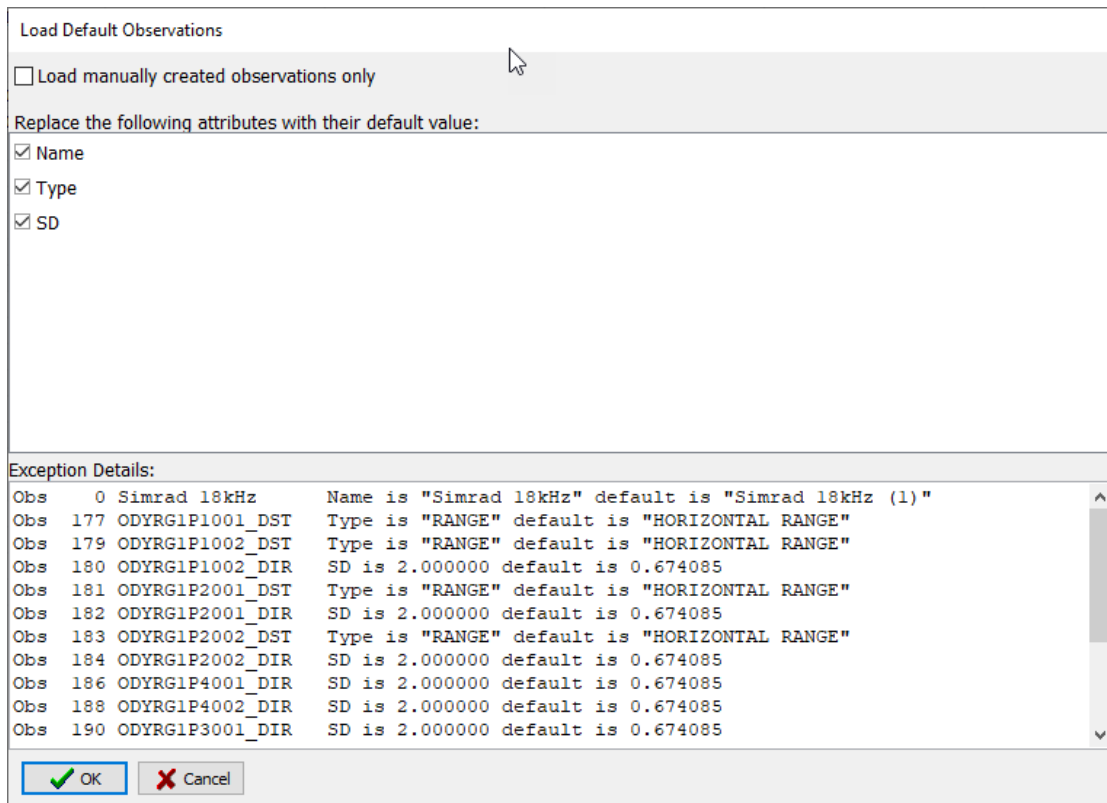 Load Default Observations
Load manually created observations only
Replace the following attributes with their default value:
Name
Type
SD
Exception Details:
Obs 0 Simrad 18kHz Name is "Simrad 18kHz" default is "Simrad 18kHz (1)"
Obs 177 ODYRG1P1001_DST Type is "RANGE" default is "HORIZONTAL RANGE"
Obs 179 ODYRG1P1002_DST Type is "RANGE" default is "HORIZONTAL RANGE"
Obs 180 ODYRG1P1002_DIR SD is 2.000000 default is 0.674085
Obs 181 ODYRG1P2001_DST Type is "RANGE" default is "HORIZONTAL RANGE"
Obs 182 ODYRG1P2001_DIR SD is 2.000000 default is 0.674085
Obs 183 ODYRG1P2002_DST Type is "RANGE" default is "HORIZONTAL RANGE"
Obs 184 ODYRG1P2002_DIR SD is 2.000000 default is 0.674085
Obs 186 ODYRG1P4001_DIR SD is 2.000000 default is 0.674085
Obs 188 ODYRG1P4002_DIR SD is 2.000000 default is 0.674085
Obs 190 ODYRG1P3001_DIR SD is 2.000000 default is 0.674085
OK Cancel